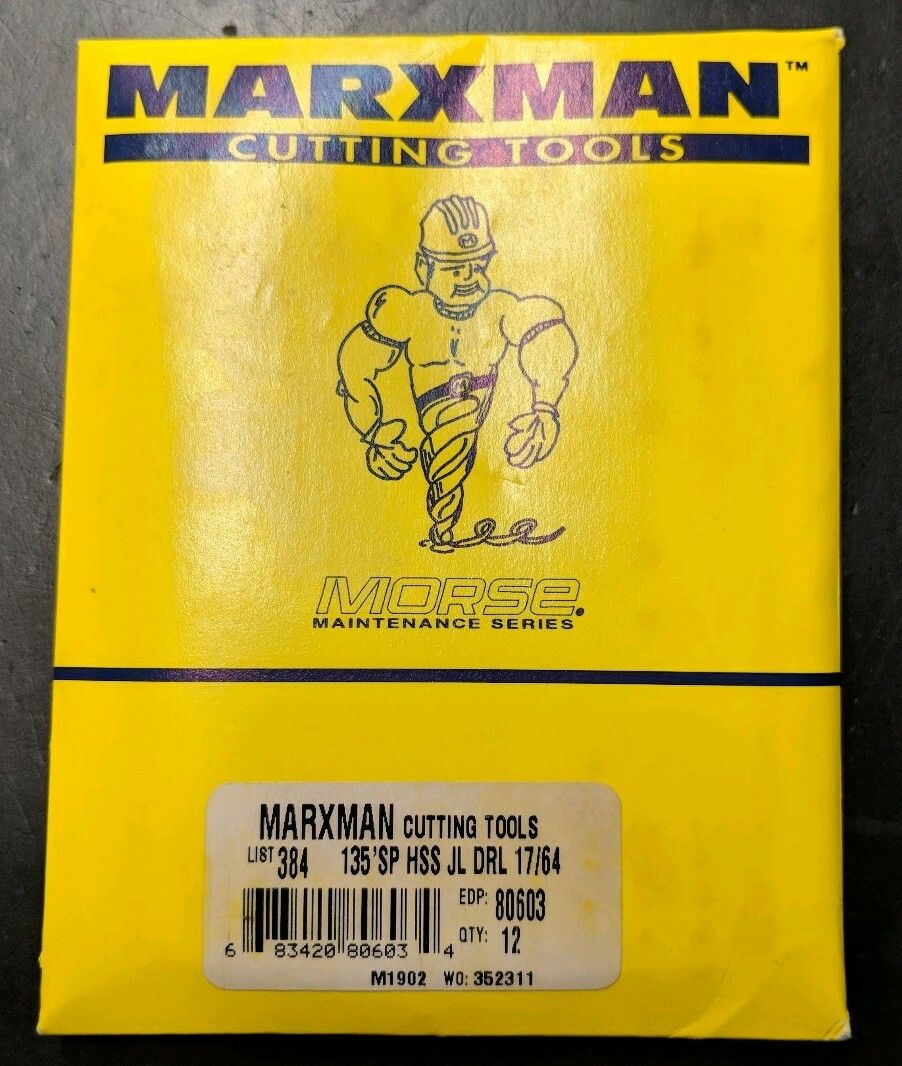 MARXMAN™
CUTTING TOOLS
M
M
MORSE.
MAINTENANCE SERIES
MARXMAN CUTTING TOOLS
LIST 384 135'SP HSS JL DRL 17/64
EDP: 80603
QTY: 12
6 83420 80603 4
M1902 WO: 352311